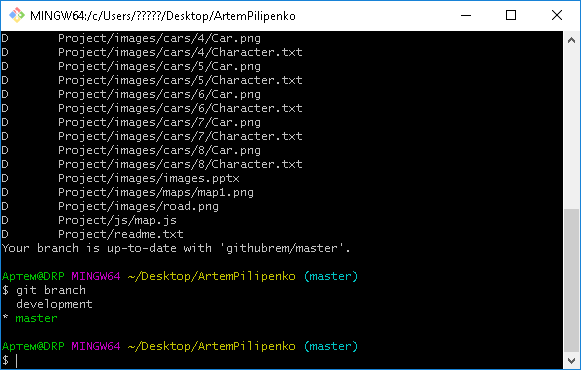 MINGW64:/c/Users/?????/Desktop/ArtemPilipenko
D Project/images/cars/4/Car.png
D Project/images/cars/4/Character.txt
D Project/images/cars/5/Car.png
D Project/images/cars/5/Character.txt
D Project/images/cars/6/Car.png
D Project/images/cars/6/Character.txt
D Project/images/cars/7/Car.png
D Project/images/cars/7/Character.txt
D Project/images/cars/8/Car.png
D Project/images/cars/8/Character.txt
D Project/images/images.pptx
D Project/images/maps/map1.png
D Project/images/road.png
D Project/js/map.js
D Project/readme.txt
Your branch is up-to-date with 'githubrem/master'.
Артем@DRP MINGW64 ~/Desktop/ArtemPilipenko (master)
$ git branch
development
* master
Артем@DRP MINGW64 ~/Desktop/ArtemPilipenko (master)
$